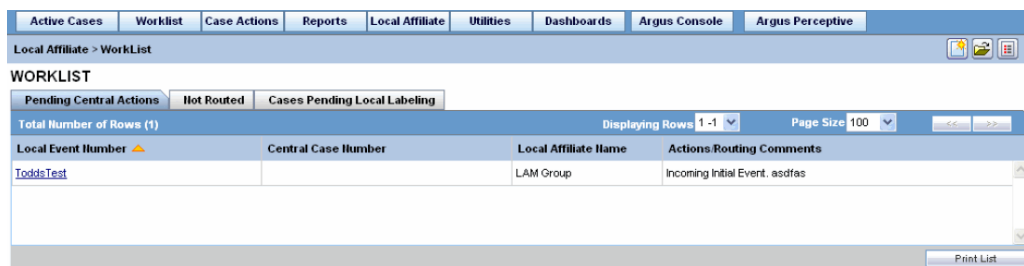 Active Cases Worklist Case Actions Reports Local Affiliate Utilities Dashboards Argus Console Argus Perceptive
Local Affiliate > WorkList
WORKLIST
Pending Central Actions Not Routed Cases Pending Local Labeling
Total Number of Rows (1) Displaying Rows 1 -1 Page Size 100 << >>
Local Event Number Central Case Number Local Affiliate Name Actions/Routing Comments
ToddsTest LAM Group Incoming Initial Event. asdfas
Print List